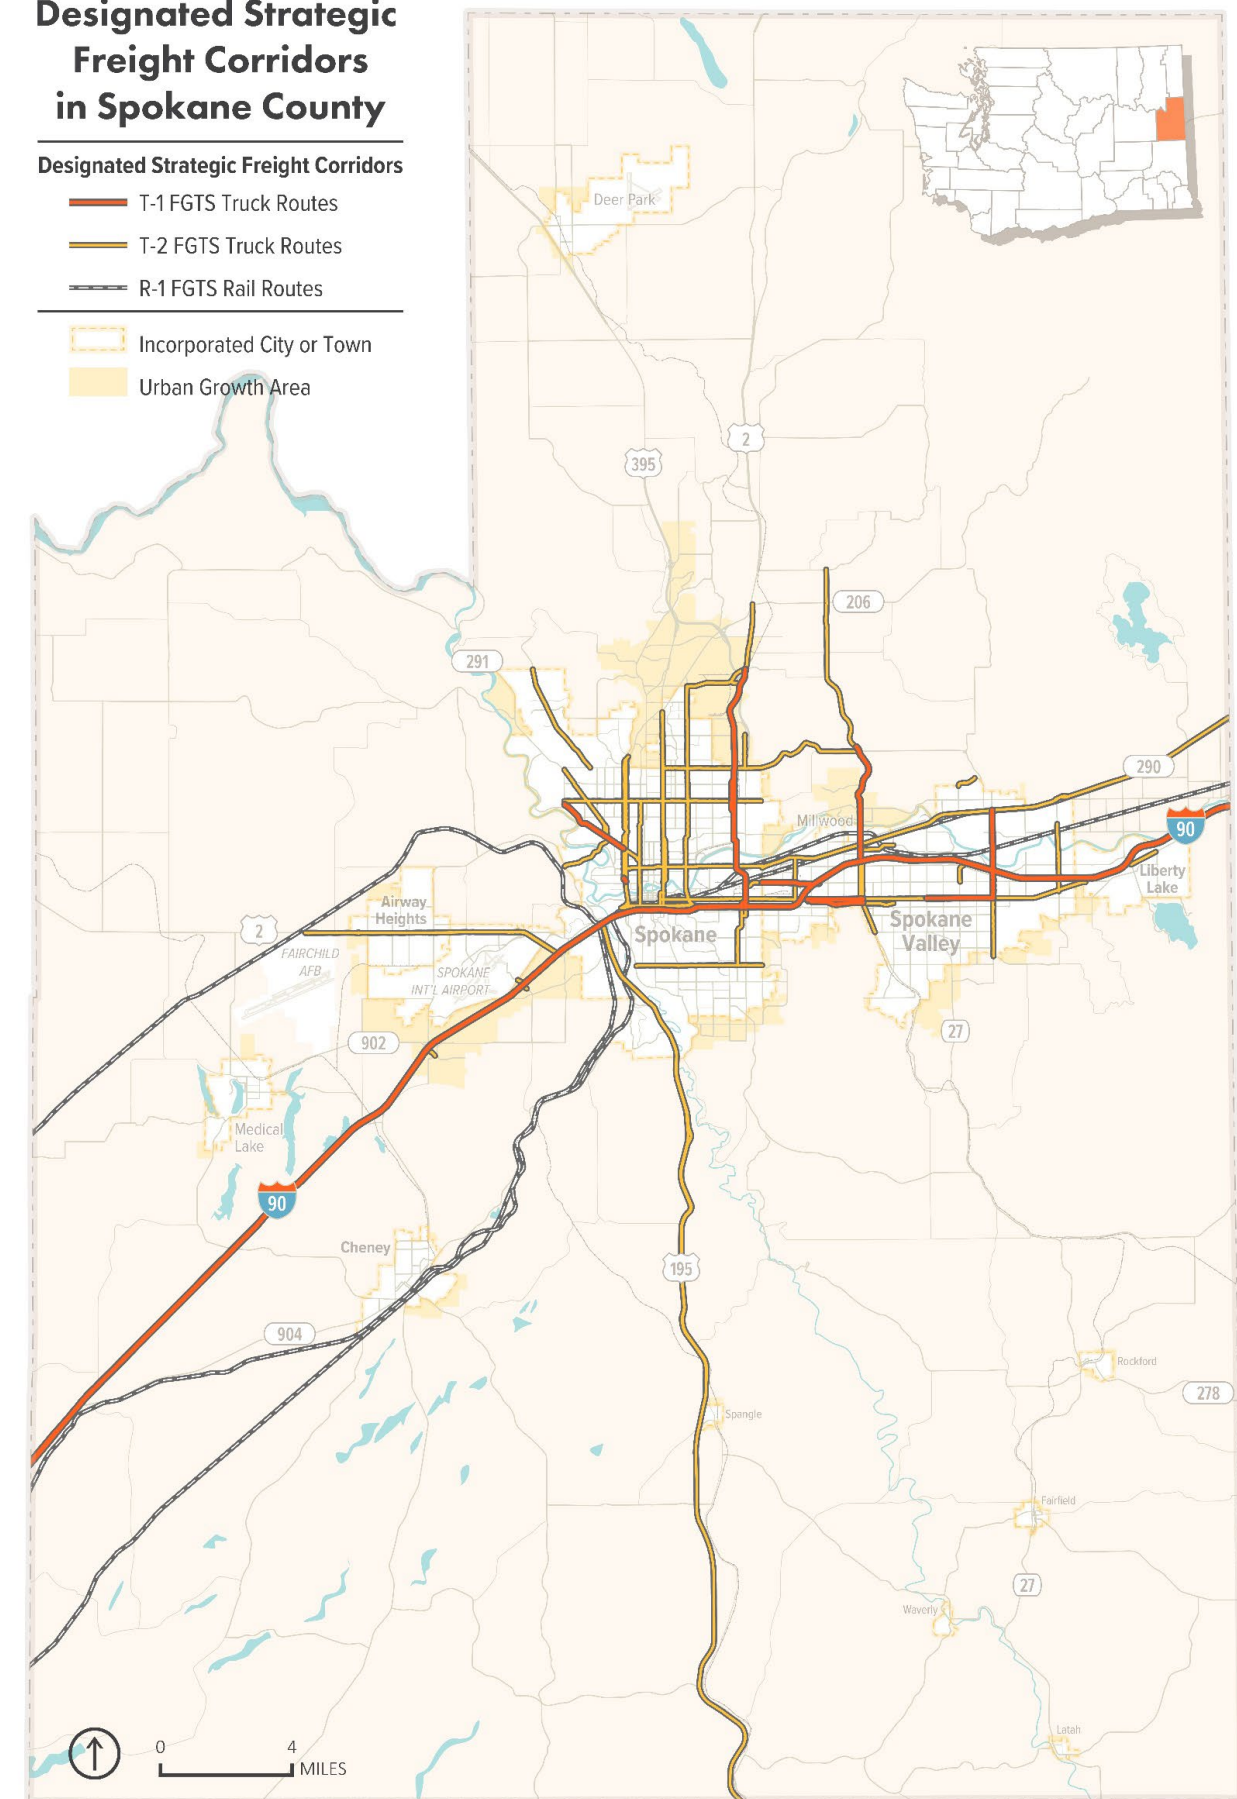 Designated Strategic
Freight Corridors
in Spokane County
Designated Strategic Freight Corridors
T-1 FGTS Truck Routes
T-2 FGTS Truck Routes
R-1 FGTS Rail Routes
Incorporated City or Town
Urban Growth Area
Deer Park
2
395
206
291
290
Millwood
90
Liberty
Lake
Airway
Heights
2
Spokane
Spokane
Valley
FAIRCHILD
AFB
SPOKANE
INT'L AIRPORT
902
27
Medical
Lake
90
Cheney
195
904
Rockford
278
Spangle
Fairfield
27
Waverly
Latah
0 4
MILES